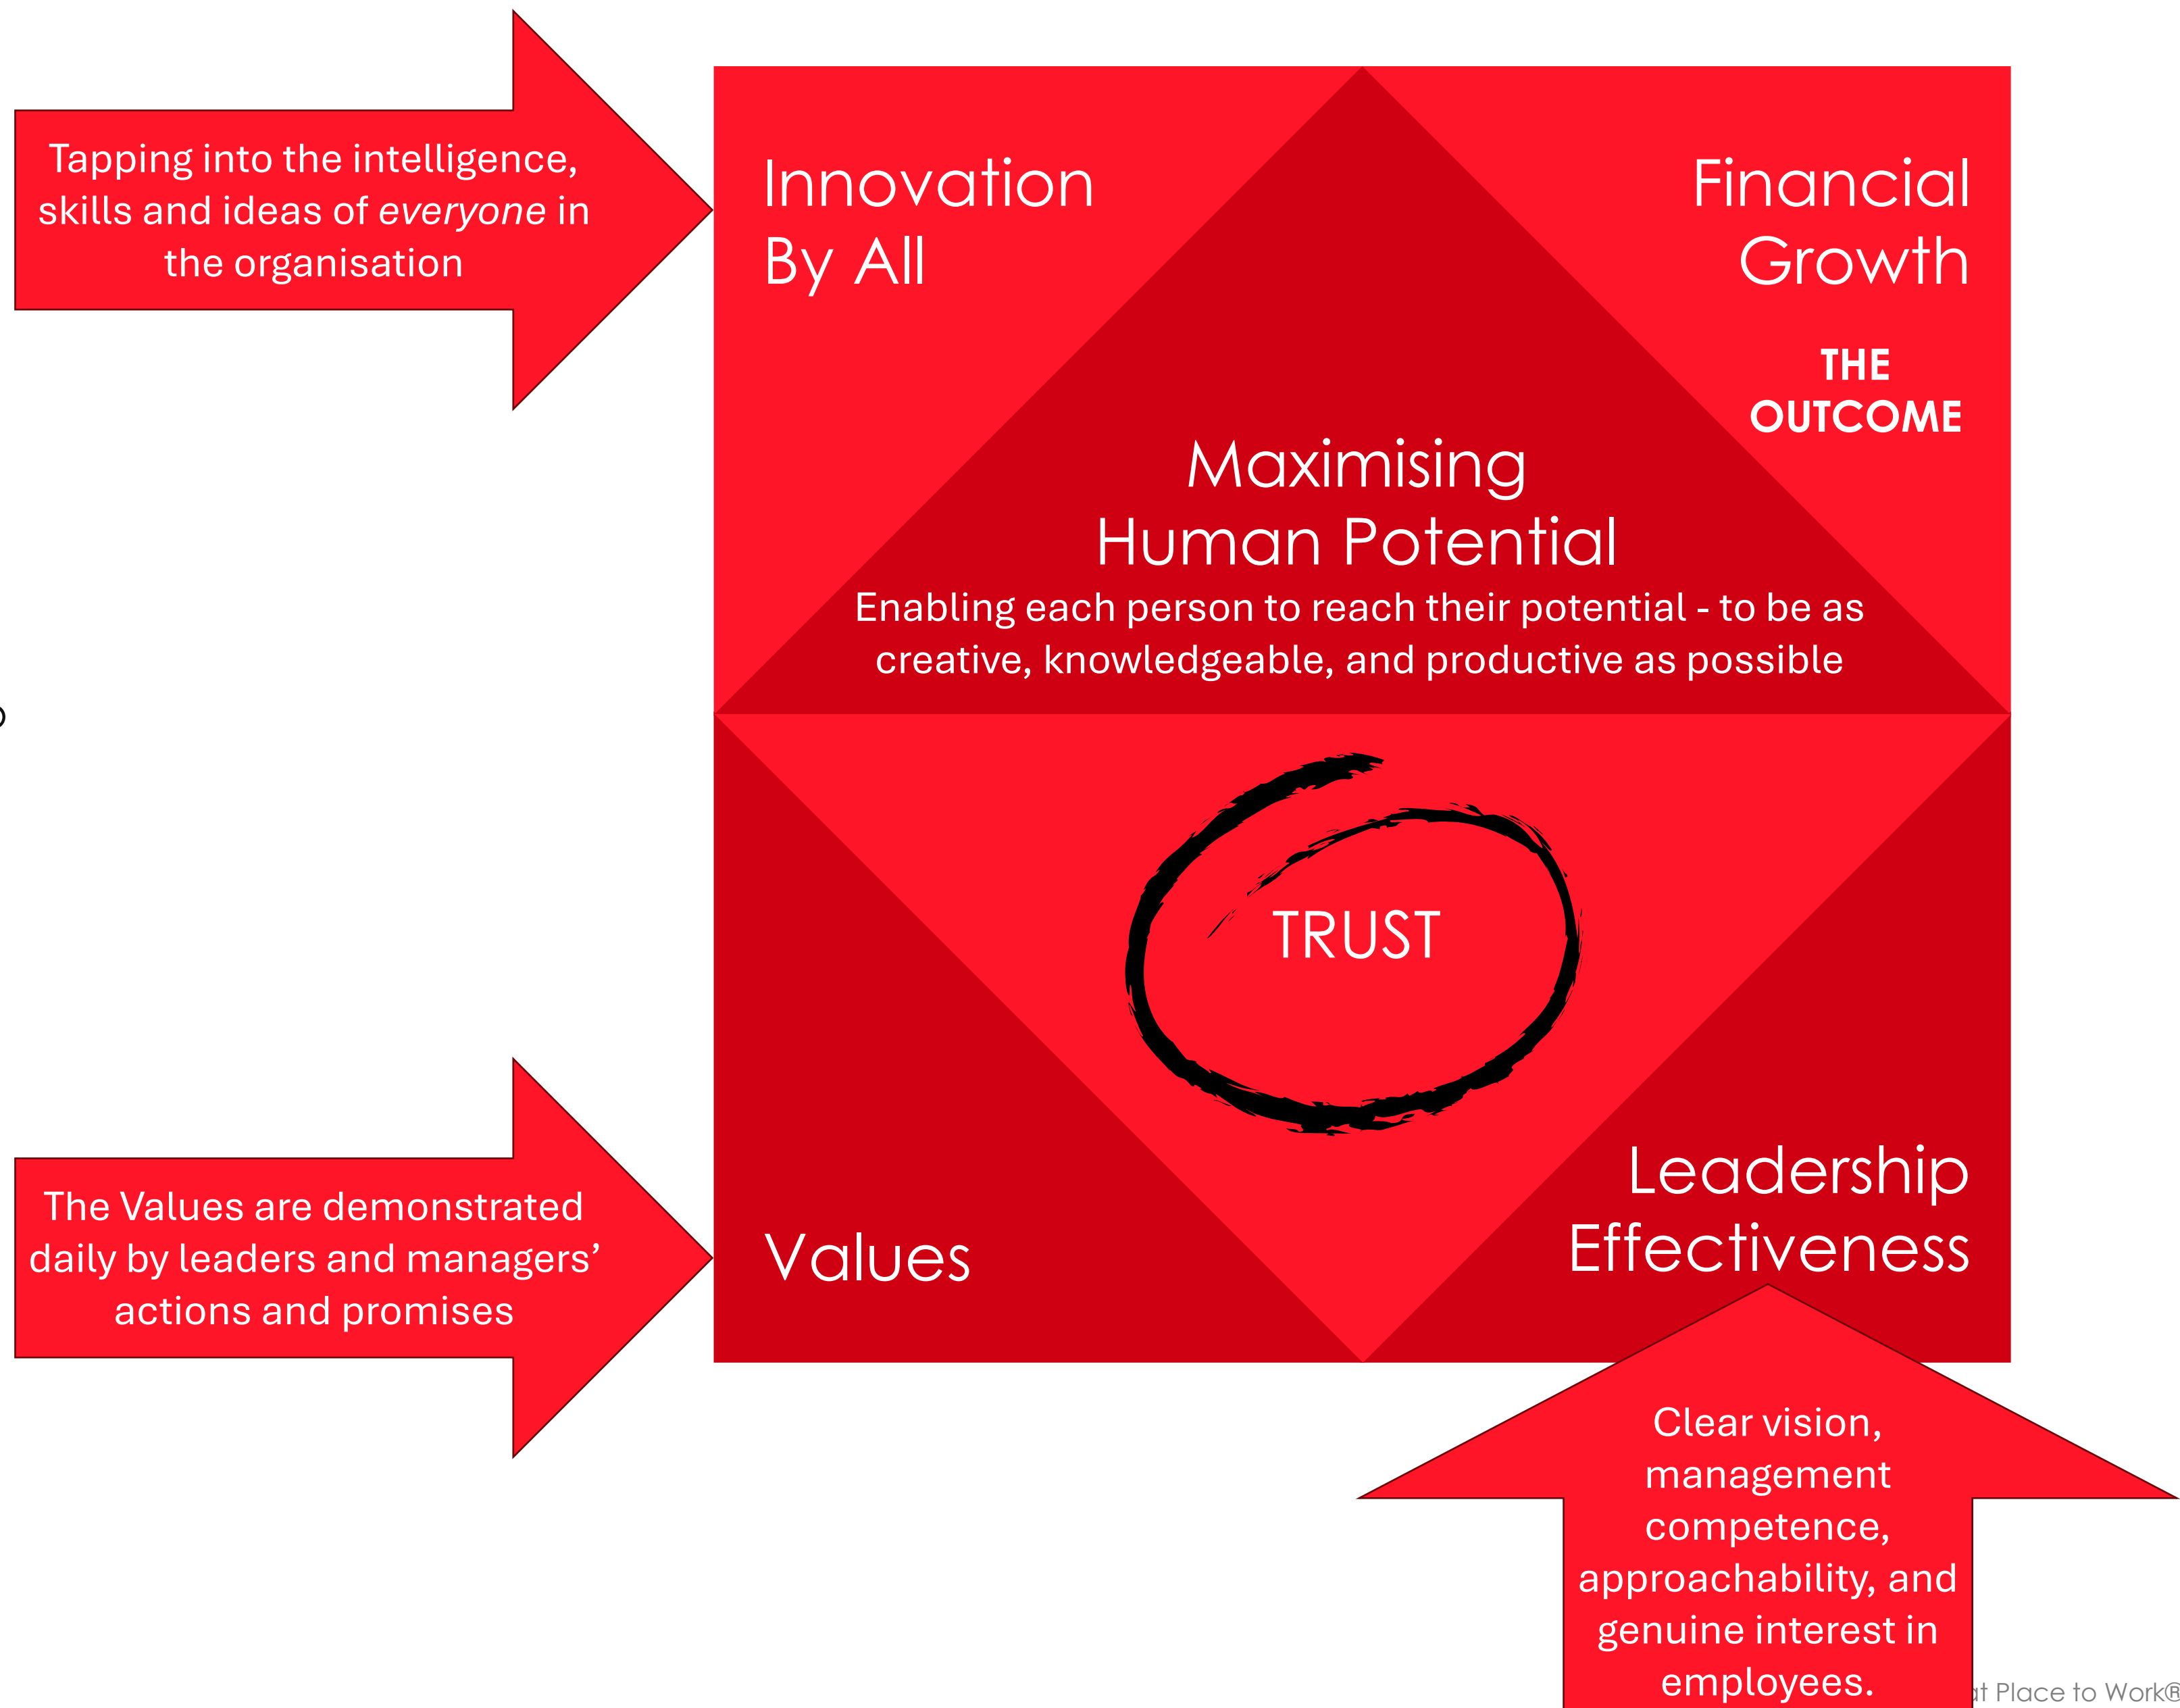 Tapping into the intelligence,
skills and ideas of everyone in
the organisation
Innovation
By All
Financial
Growth
THE
OUTCOME
Maximising
Human Potential
Enabling each person to reach their potential - to be as
creative, knowledgeable, and productive as possible
TRUST
The Values are demonstrated
daily by leaders and managers’
actions and promises
Values
Leadership
Effectiveness
Clear vision,
management
competence,
approachability, and
genuine interest in
employees.
Place to Work®